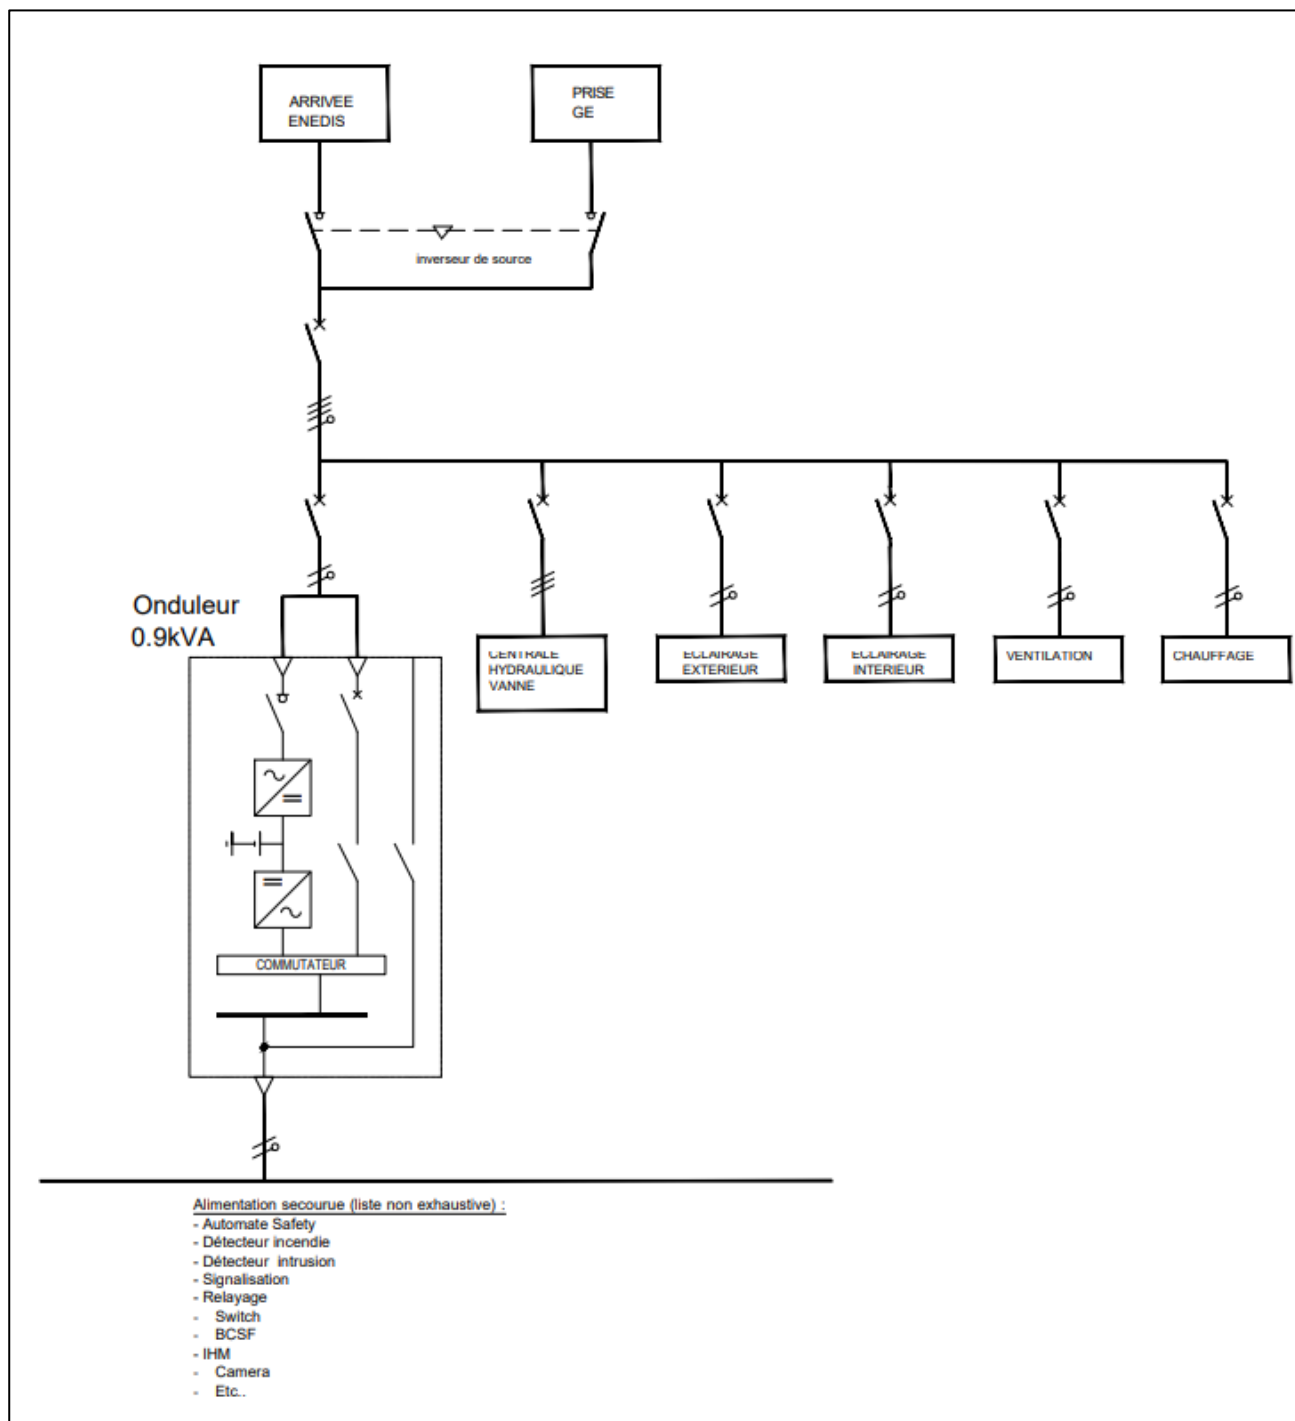 ARRIVEE
ENEDIS
PRISE
GE
inverseur de source
Onduleur
0.9kVA
CENTRALE
HYDRAULIQUE
VANNE
ECLAIRAGE
EXTERIEUR
ECLAIRAGE
INTERIEUR
VENTILATION
CHAUFFAGE
COMMUTATEUR
Alimentation secourue (liste non exhaustive) :
- Automate Safety
- Détecteur incendie
- Détecteur intrusion
- Signalisation
- Relayage
- Switch
- BCSF
- IHM
- Camera
- Etc..